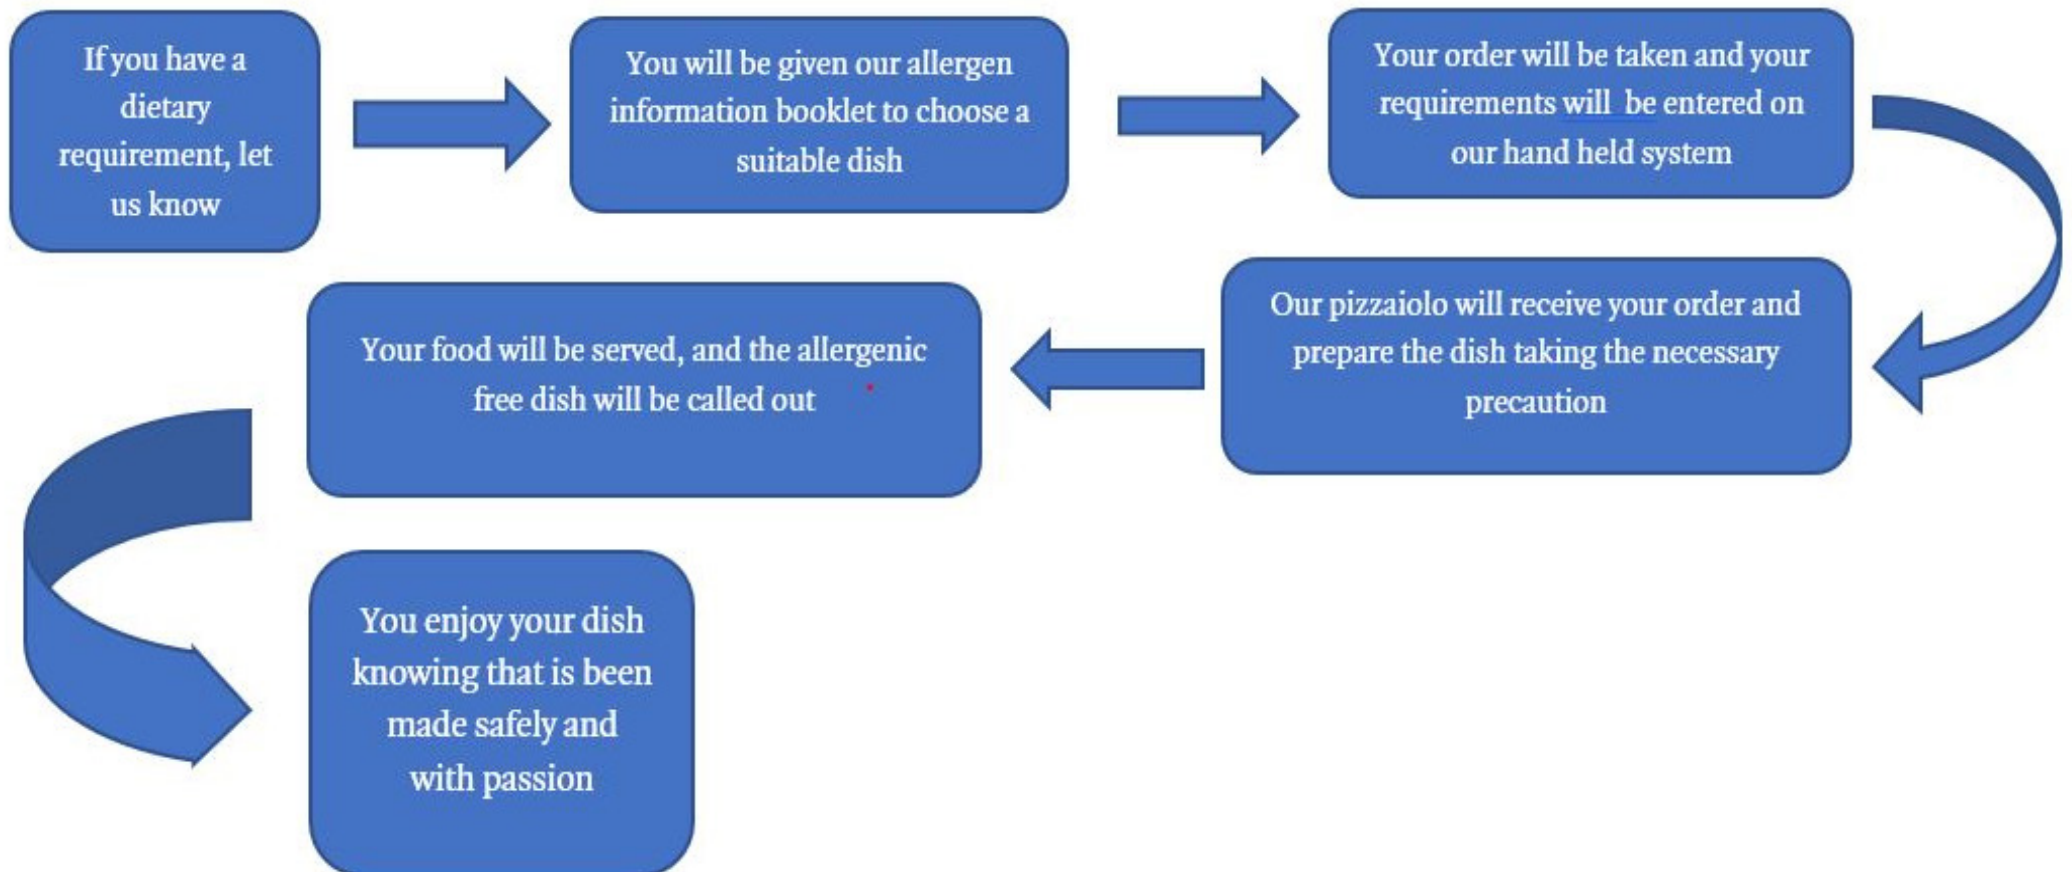 If you have a
dietary
requirement, let
us know
You will be given our allergen
information booklet to choose a
suitable dish
Your order will be taken and your
requirements will  be entered on
our hand held system
Our pizzaiolo will receive your order and
prepare the dish taking the necessary
precaution
Your food will be served, and the allergenic
free dish will be called out
You enjoy your dish
knowing that is been
made safely and
with passion